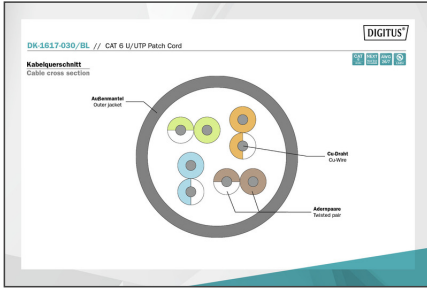 DIGITUS®
DK-1617-030/BL // CAT 6 U/UTP Patch Cord
Kabelquerschnitt
Cable cross section
Außenmantel
Outer jacket
Cu-Draht
Cu-Wire
Adernpaare
Twisted pair